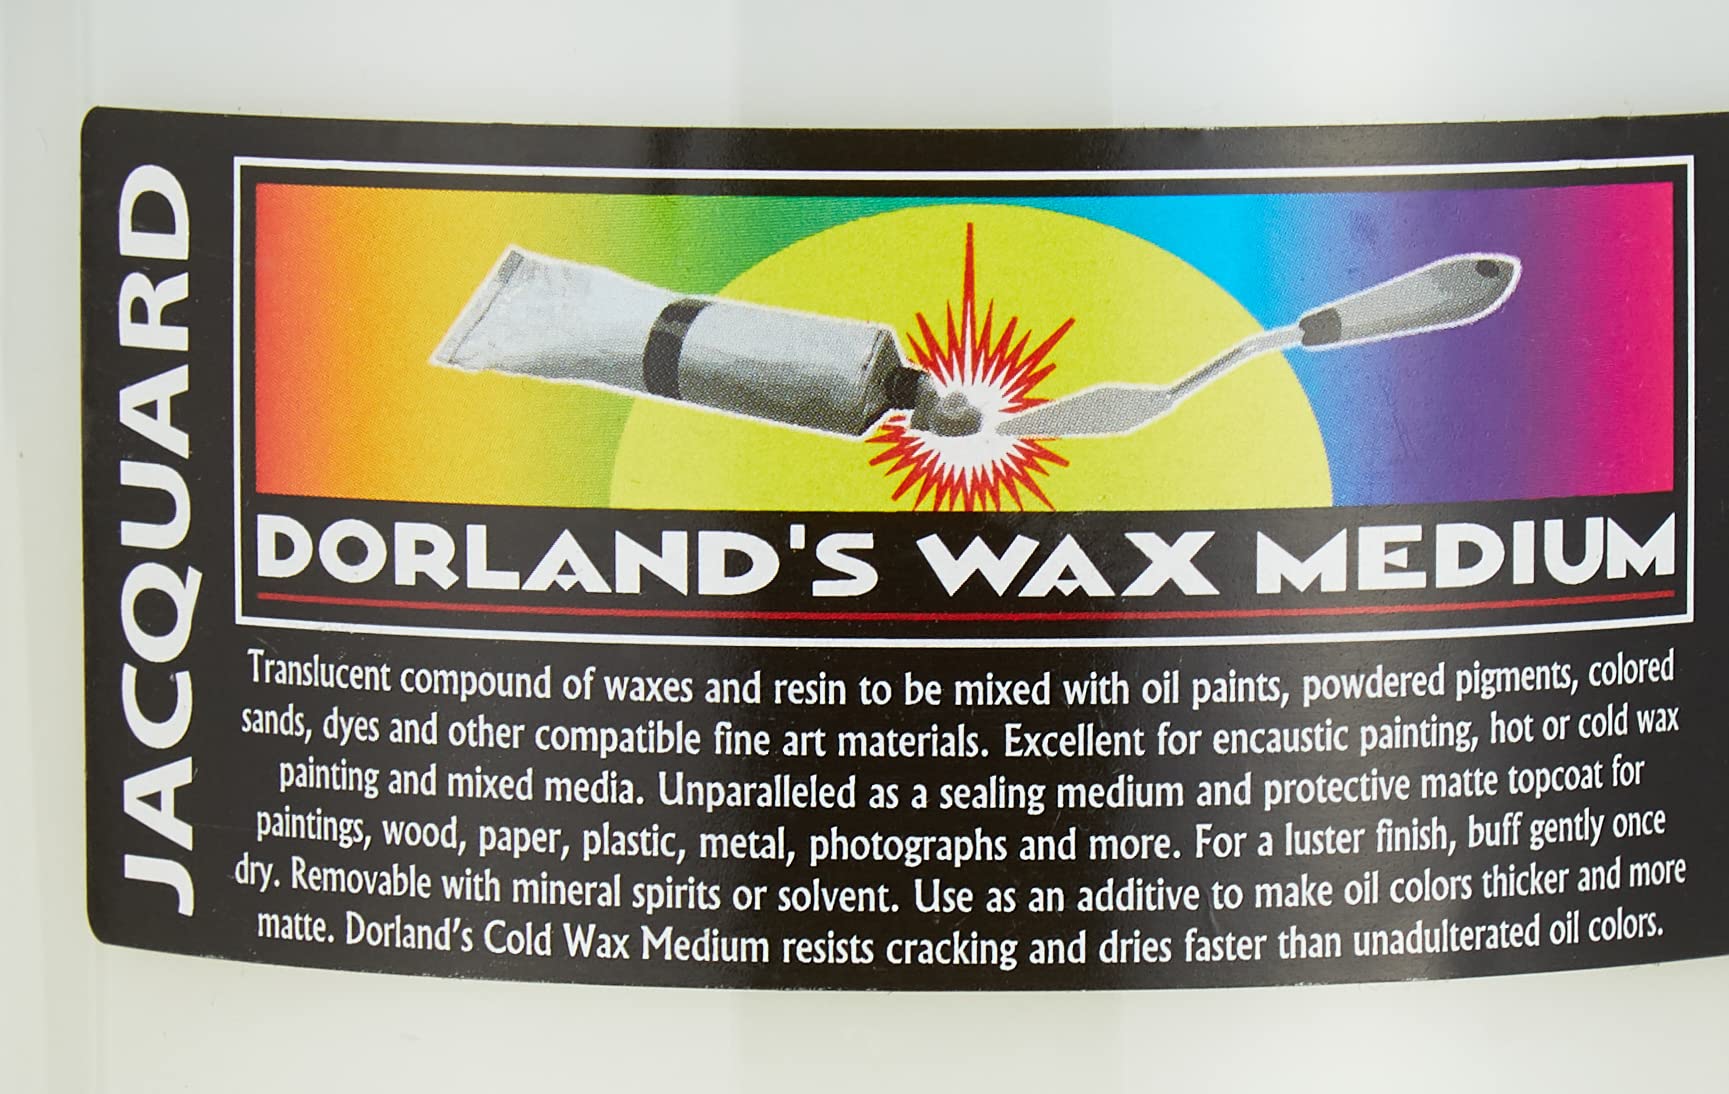 JACQUARD
DORLAND'S WAX MEDIUM
Translucent compound of waxes and resin to be mixed with oil paints, powdered pigments, colored
sands, dyes and other compatible fine art materials. Excellent for encaustic painting, hot or cold wax
painting and mixed media. Unparalleled as a sealing medium and protective matte topcoat for
paintings, wood, paper, plastic, metal, photographs and more. For a luster finish, buff gently once
dry. Removable with mineral spirits or solvent. Use as an additive to make oil colors thicker and more
matte. Dorland's Cold Wax Medium resists cracking and dries faster than unadulterated oil colors.